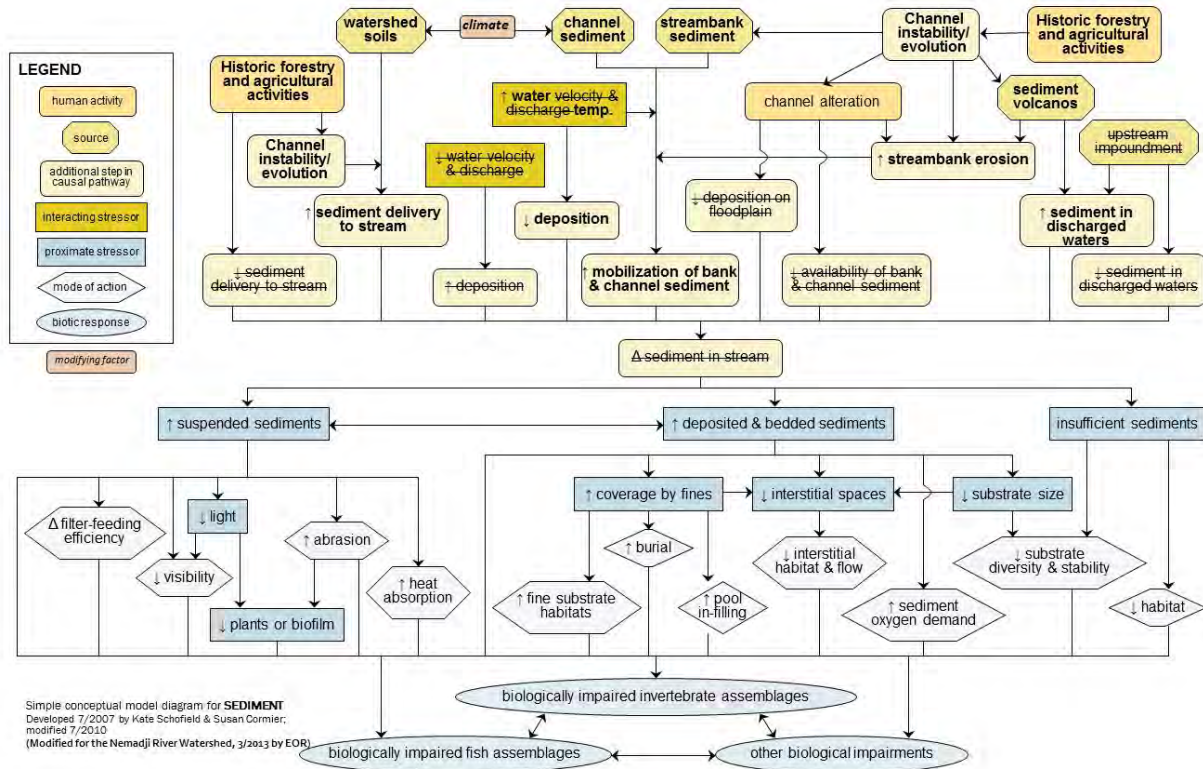 LEGEND
human activity
source
additional step in
causal pathway
interacting stressor
proximate stressor
mode of action
biotic response
modifying factor
watershed
soils
climate
channel
sediment
streambank
sediment
Channel
instability/
evolution
Historic forestry
and agricultural
activities
Historic forestry
and agricultural
activities
↑ water velocity &
discharge temp.
channel alteration
sediment
volcanos
Channel
instability/
evolution
↓ water velocity
& discharge
↑ streambank erosion
upstream
impoundment
↑ sediment delivery
to stream
↓ deposition
↓ deposition on
floodplain
↑ sediment in
discharged
waters
↓ sediment
delivery to stream
↑ deposition
↑ mobilization of bank
& channel sediment
↓ availability of bank
& channel sediment
↓ sediment in
discharged waters
Δ sediment in stream
↑ suspended sediments
↑ deposited & bedded sediments
insufficient sediments
Δ filter-feeding
efficiency
↓ light
↑ abrasion
↓ visibility
↑ heat
absorption
↓ plants or biofilm
↑ coverage by fines
↓ interstitial spaces
↓ substrate size
↑ burial
↓ interstitial
habitat & flow
↓ substrate
diversity & stability
↑ fine substrate
habitats
↑ pool
in-filling
↑ sediment
oxygen demand
↓ habitat
biologically impaired invertebrate assemblages
biologically impaired fish assemblages
other biological impairments
Simple conceptual model diagram for SEDIMENT
Developed 7/2007 by Kate Schofield & Susan Cormier;
modified 7/2010
(Modified for the Nemadji River Watershed, 3/2013 by EOR)